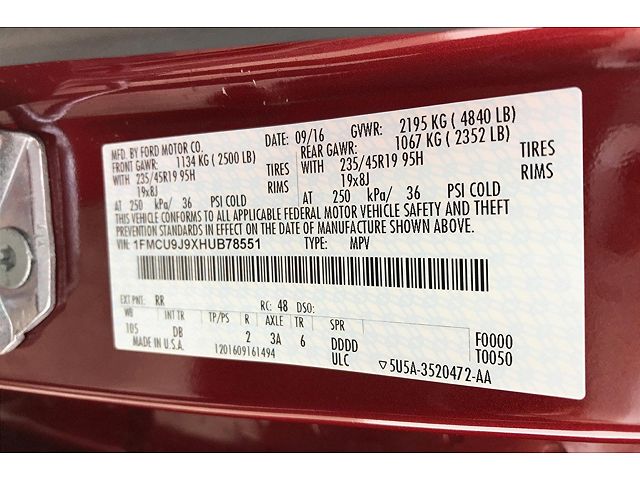 MFD. BY FORD MOTOR CO. DATE: 09/16 GVWR: 2195 KG ( 4840 LB)
FRONT GAWR: 1134 KG ( 2500 LB) REAR GAWR: 1067 KG ( 2352 LB)
WITH 235/45R19 95H TIRES WITH 235/45R19 95H TIRES
19x8J RIMS 19x8J RIMS
AT 250 kPa/ 36 PSI COLD AT 250 kPa/ 36 PSI COLD
THIS VEHICLE CONFORMS TO ALL APPLICABLE FEDERAL MOTOR VEHICLE SAFETY AND THEFT
PREVENTION STANDARDS IN EFFECT ON THE DATE OF MANUFACTURE SHOWN ABOVE.
VIN: 1FMCU9J9XHUB78551 TYPE: MPV
EXT PNT: RR RC: 48 DSO:
WB INT TR TP/PS R AXLE TR SPR
105 DB 2 3A 6 DDDD F0000
MADE IN U.S.A. 1201609161494 ULC T0050
▽5U5A-3520472-AA